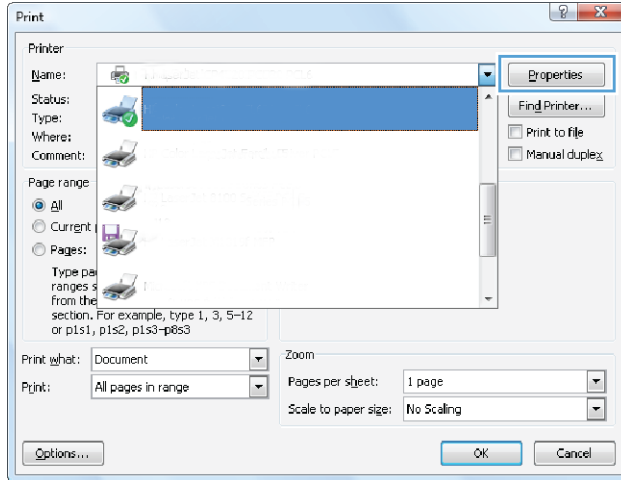 Print
Printer
Name:
Properties
Status:
Find Printer...
Type:
Where:
Print to file
Comment:
Manual duplex
Page range
All
Current
Pages:
Type
ranges
from the
section. For example, type 1, 3, 5–12
or p1s1, p1s2, p1s3–p8s3
Print what: Document
Print: All pages in range
Zoom
Pages per sheet: 1 page
Scale to paper size: No Scaling
Options...
OK
Cancel